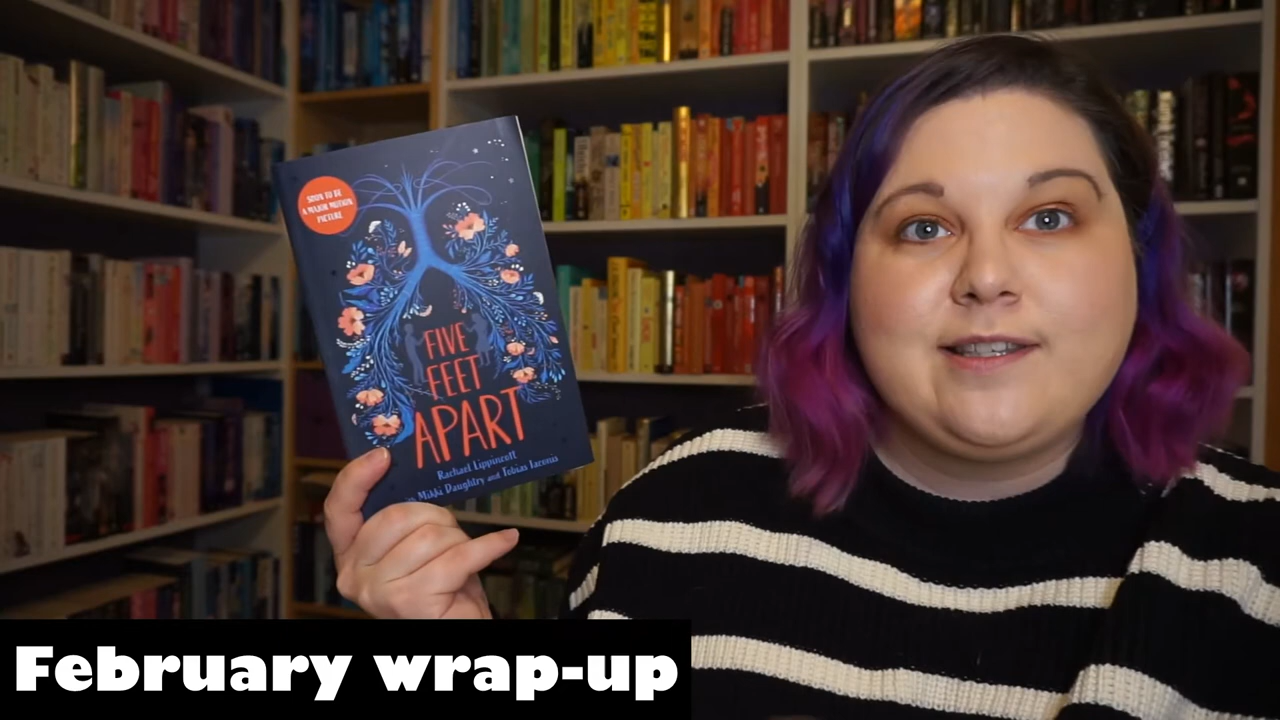 SOON TO BE
A MAJOR MOTION
PICTURE
FIVE
FEET
APART
Rachael Lippincott
Mikki Daughtry and Tobias Iaconis
February wrap-up